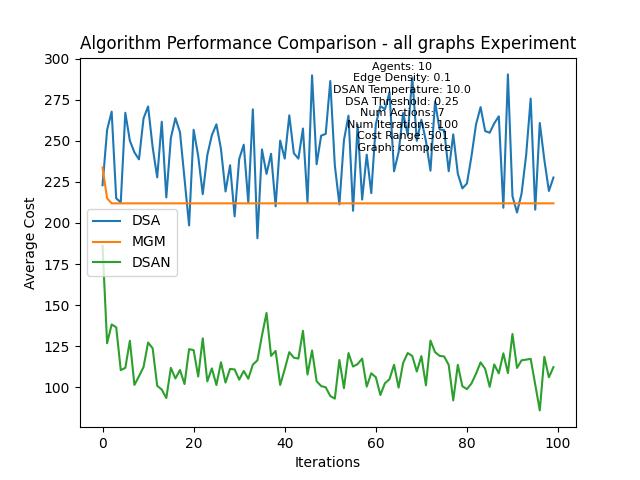 Algorithm Performance Comparison - all graphs Experiment
Agents: 10
Edge Density: 0.1
DSAN Temperature: 10.0
DSA Threshold: 0.25
Num Actions: 7
Num Iterations: 100
Cost Range: 501
Graph: complete
300
275
250
225
200
175
150
125
100
Average Cost
DSA
MGM
DSAN
0
20
40
60
80
100
Iterations